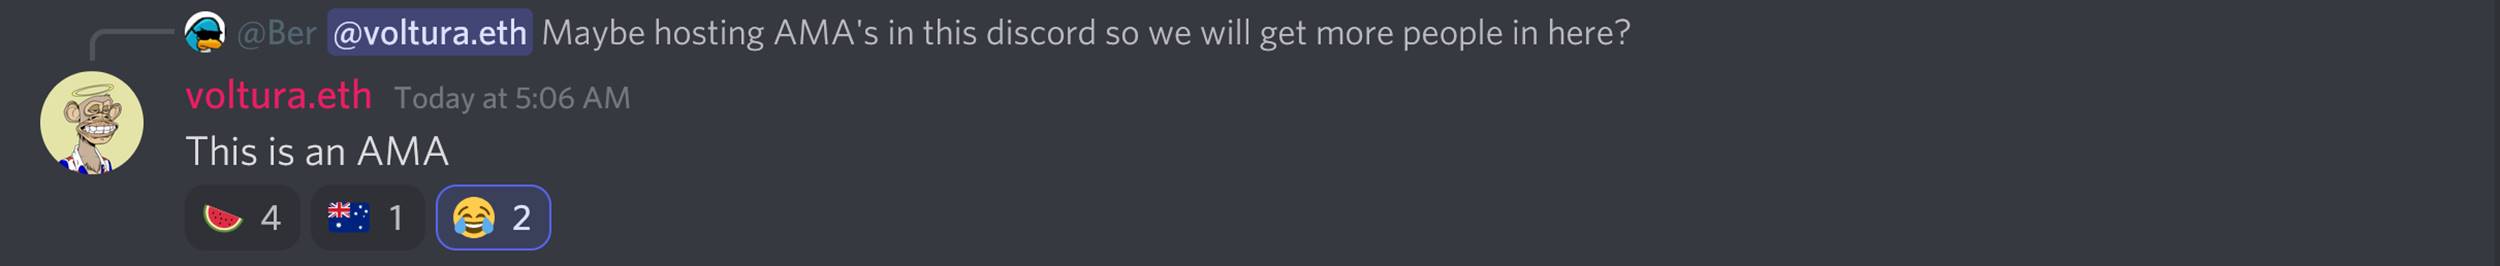 @Ber @voltura.eth Maybe hosting AMA's in this discord so we will get more people in here?
voltura.eth Today at 5:06 AM
This is an AMA
4 1 2